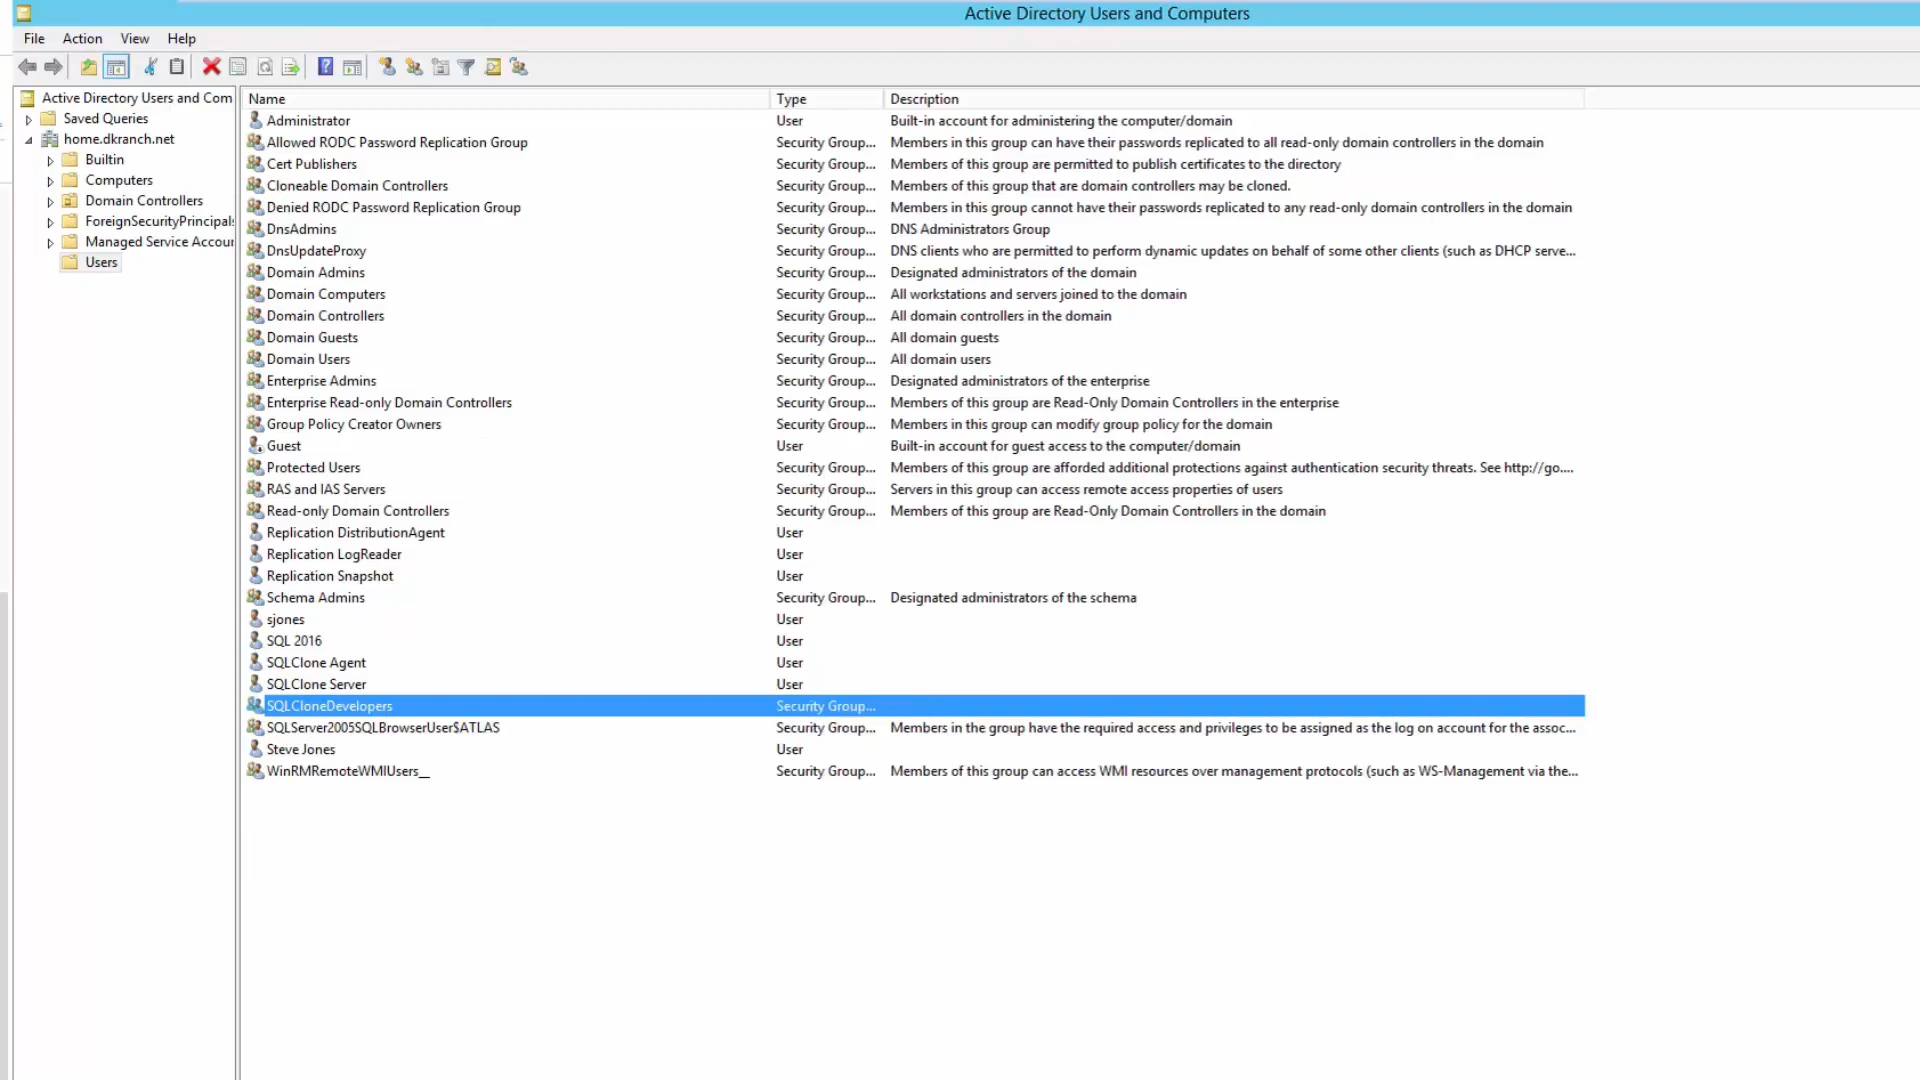 Active Directory Users and Computers
File Action View Help
Active Directory Users and Com
Saved Queries
home.dkranch.net
Builtin
Computers
Domain Controllers
ForeignSecurityPrincipals
Managed Service Accour
Users
Name Type Description
Administrator User Built-in account for administering the computer/domain
Allowed RODC Password Replication Group Security Group... Members in this group can have their passwords replicated to all read-only domain controllers in the domain
Cert Publishers Security Group... Members of this group are permitted to publish certificates to the directory
Cloneable Domain Controllers Security Group... Members of this group that are domain controllers may be cloned.
Denied RODC Password Replication Group Security Group... Members in this group cannot have their passwords replicated to any read-only domain controllers in the domain
DnsAdmins Security Group... DNS Administrators Group
DnsUpdateProxy Security Group... DNS clients who are permitted to perform dynamic updates on behalf of some other clients (such as DHCP serve...
Domain Admins Security Group... Designated administrators of the domain
Domain Computers Security Group... All workstations and servers joined to the domain
Domain Controllers Security Group... All domain controllers in the domain
Domain Guests Security Group... All domain guests
Domain Users Security Group... All domain users
Enterprise Admins Security Group... Designated administrators of the enterprise
Enterprise Read-only Domain Controllers Security Group... Members of this group are Read-Only Domain Controllers in the enterprise
Group Policy Creator Owners Security Group... Members in this group can modify group policy for the domain
Guest User Built-in account for guest access to the computer/domain
Protected Users Security Group... Members of this group are afforded additional protections against authentication security threats. See http://go....
RAS and IAS Servers Security Group... Servers in this group can access remote access properties of users
Read-only Domain Controllers Security Group... Members of this group are Read-Only Domain Controllers in the domain
Replication DistributionAgent User
Replication LogReader User
Replication Snapshot User
Schema Admins Security Group... Designated administrators of the schema
sjones User
SQL 2016 User
SQLClone Agent User
SQLClone Server User
SQLCloneDevelopers Security Group...
SQLServer2005SQLBrowserUser$ATLAS Security Group... Members in the group have the required access and privileges to be assigned as the log on account for the assoc...
Steve Jones User
WinRMRemoteWMIUsers__ Security Group... Members of this group can access WMI resources over management protocols (such as WS-Management via the...